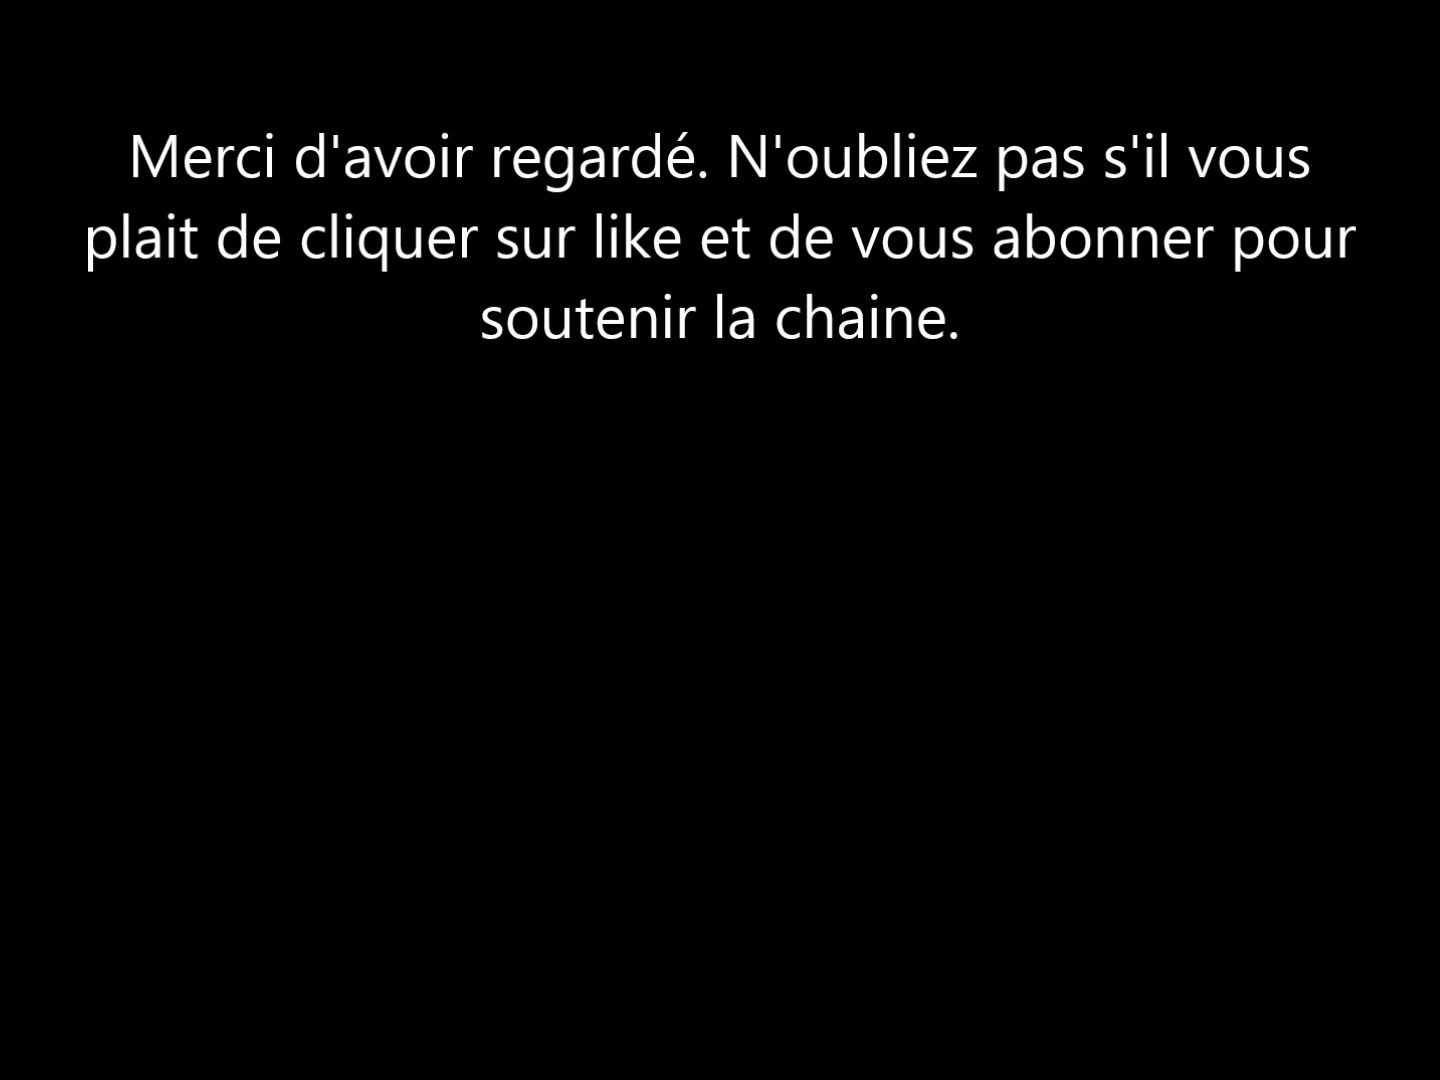 Merci d'avoir regardé. N'oubliez pas s'il vous
plait de cliquer sur like et de vous abonner pour
soutenir la chaine.